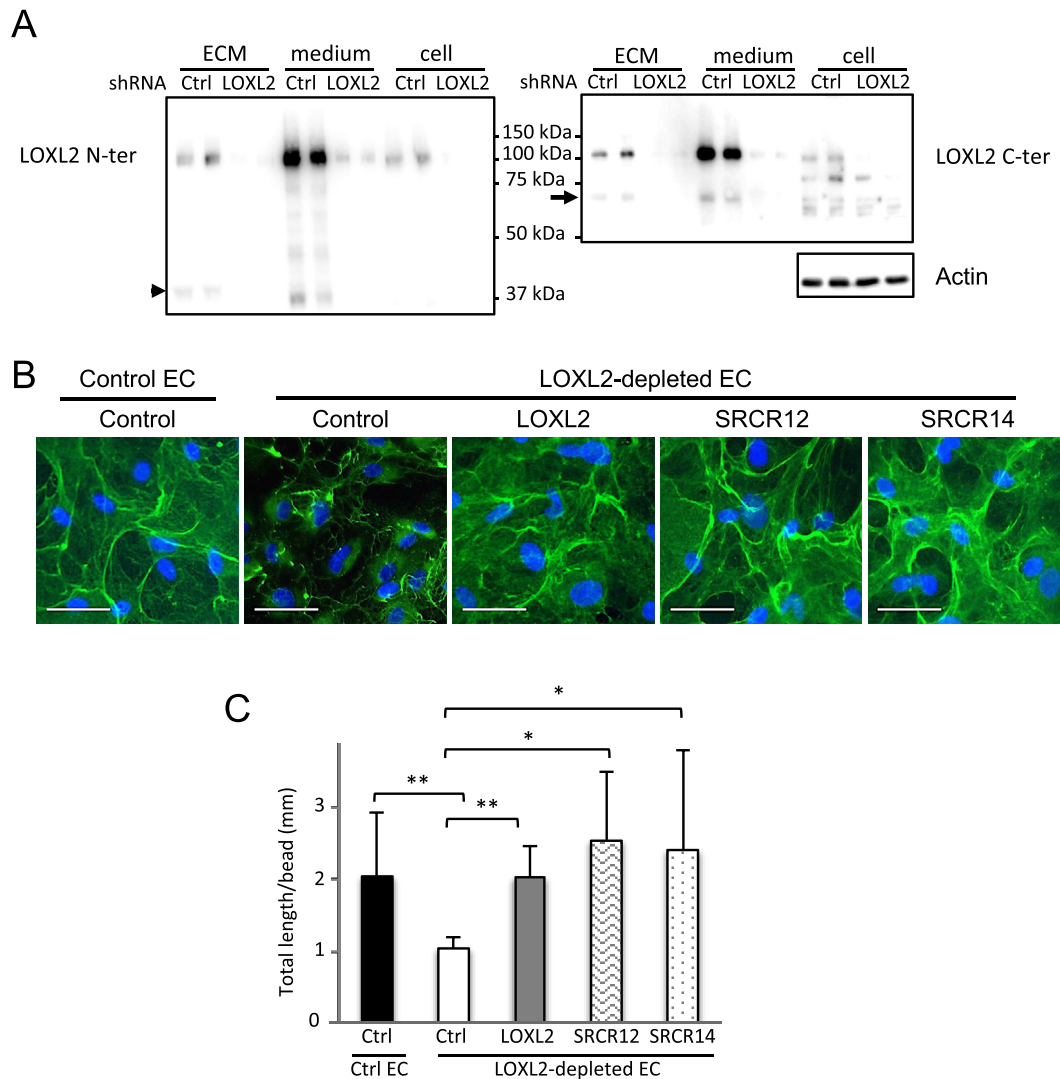 A
ECM medium cell
shRNA Ctrl LOXL2 Ctrl LOXL2 Ctrl LOXL2
LOXL2 N-ter
150 kDa
100 kDa
75 kDa
50 kDa
37 kDa
ECM medium cell
shRNA Ctrl LOXL2 Ctrl LOXL2 Ctrl LOXL2
LOXL2 C-ter
Actin
B
Control EC LOXL2-depleted EC
Control Control LOXL2 SRCR12 SRCR14
C
*
*
**
**
Total length/bead (mm)
3
2
1
0
Ctrl Ctrl LOXL2 SRCR12 SRCR14
Ctrl EC LOXL2-depleted EC